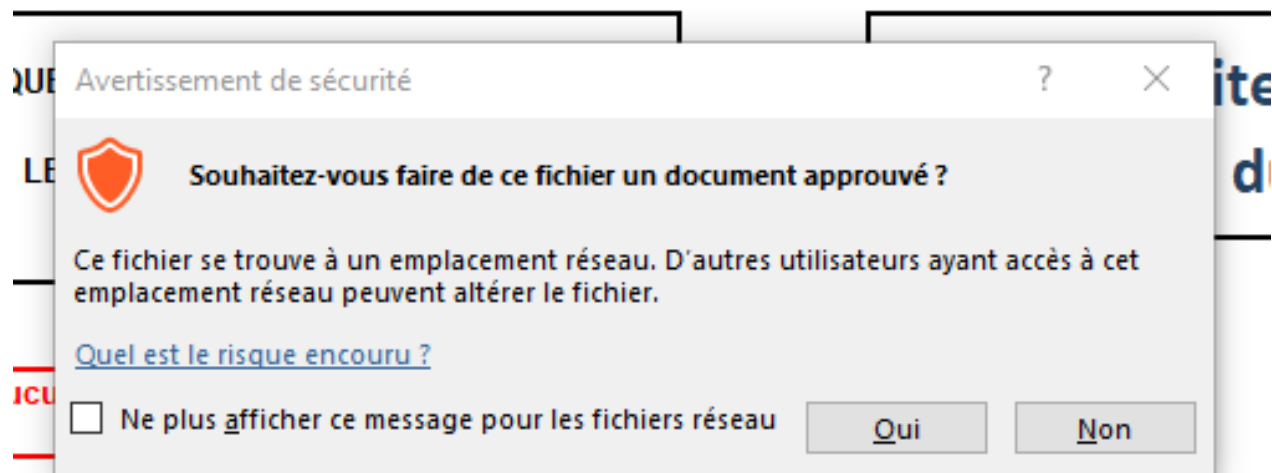 Avertissement de sécurité
Souhaitez-vous faire de ce fichier un document approuvé ?
Ce fichier se trouve à un emplacement réseau. D'autres utilisateurs ayant accès à cet
emplacement réseau peuvent altérer le fichier.
Quel est le risque encouru ?
Ne plus afficher ce message pour les fichiers réseau
Oui
Non